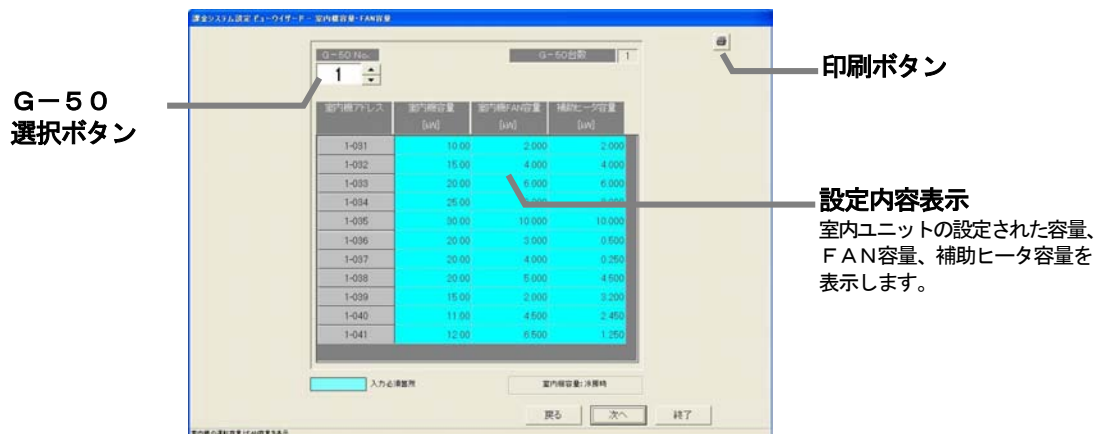 課金システム設定 ビューウィザード - 室内機容量・FAN容量
G-50 No.
G-50台数 1
1
印刷ボタン
G-50
選択ボタン
室内機アドレス 室内機容量 室内機FAN容量 補助ヒータ容量
[kW] [kW] [kW]
1-031 10.00 2.000 2.000
1-032 15.00 4.000 4.000
1-033 20.00 6.000 6.000
1-034 25.00
1-035 30.00 10.000 10.000
1-036 20.00 3.000 0.500
1-037 20.00 4.000 0.250
1-038 20.00 5.000 4.500
1-039 15.00 2.000 3.200
1-040 11.00 4.500 2.450
1-041 12.00 6.500 1.250
設定内容表示
室内ユニットの設定された容量、
FAN容量、補助ヒータ容量を
表示します。
入力必須箇所 室内機容量:冷房時
戻る 次へ 終了